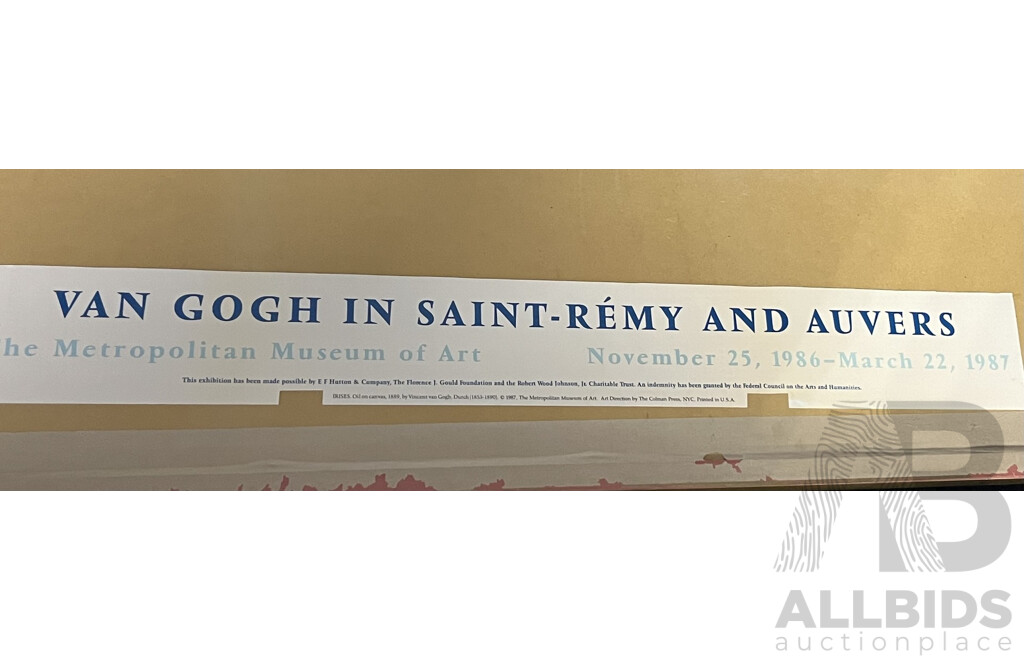 VAN GOGH IN SAINT-RÉMY AND AUVERS
he Metropolitan Museum of Art November 25, 1986–March 22, 1987
This exhibition has been made possible by E F Hutton & Company, The Florence J. Gould Foundation and the Robert Wood Johnson, Jr. Charitable Trust. An indemnity has been granted by the Federal Council on the Arts and Humanities.
IRISES. Oil on canvas, 1889, by Vincent van Gogh, Dutch (1853-1890). © 1987, The Metropolitan Museum of Art. Art Direction by The Colman Press, NYC. Printed in U.S.A.
AB
ALLBIDS
auctionplace